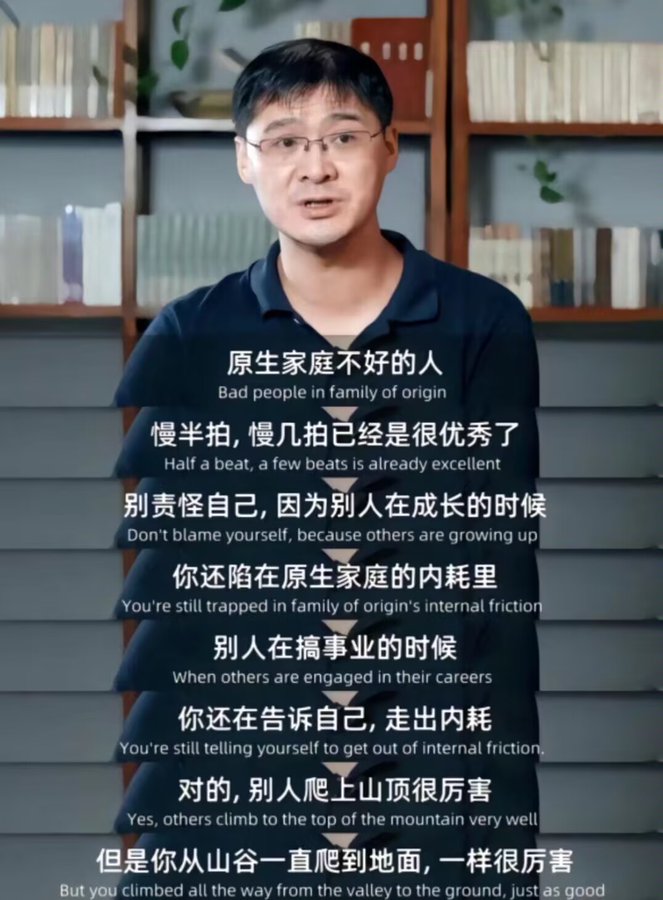 原生家庭不好的人
Bad people in family of origin
慢半拍, 慢几拍已经是很优秀了
Half a beat, a few beats is already excellent
别责怪自己, 因为别人在成长的时候
Don't blame yourself, because others are growing up
你还陷在原生家庭的内耗里
You're still trapped in family of origin's internal friction
别人在搞事业的时候
When others are engaged in their careers
你还在告诉自己, 走出内耗
You're still telling yourself to get out of internal friction.
对的, 别人爬上山顶很厉害
Yes, others climb to the top of the mountain very well
但是你从山谷一直爬到地面, 一样很厉害
But you climbed all the way from the valley to the ground, just as good